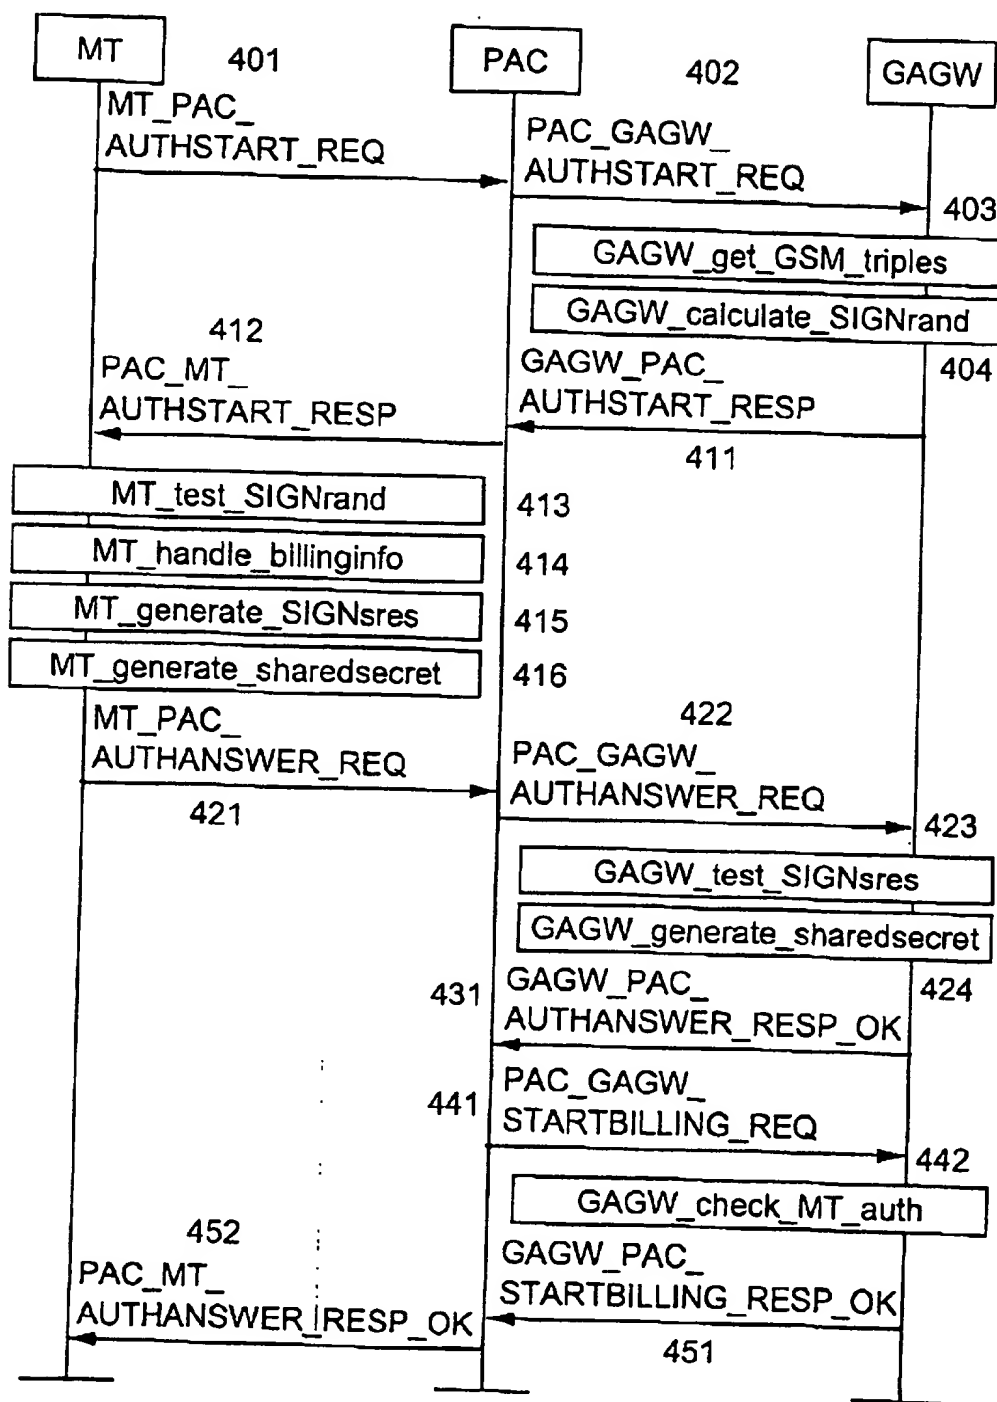 MT
401
PAC
402
GAGW
MT_PAC_
AUTHSTART_REQ
PAC_GAGW_
AUTHSTART_REQ
403
GAGW_get_GSM_triples
GAGW_calculate_SIGNrand
404
412
PAC_MT_
AUTHSTART_RESP
GAGW_PAC_
AUTHSTART_RESP
411
MT_test_SIGNrand
413
MT_handle_billinginfo
414
MT_generate_SIGNsres
415
MT_generate_sharedsecret
416
MT_PAC_
AUTHANSWER_REQ
421
422
PAC_GAGW_
AUTHANSWER_REQ
423
GAGW_test_SIGNsres
GAGW_generate_sharedsecret
424
431
GAGW_PAC_
AUTHANSWER_RESP_OK
441
PAC_GAGW_
STARTBILLING_REQ
442
GAGW_check_MT_auth
452
PAC_MT_
AUTHANSWER_RESP_OK
GAGW_PAC_
STARTBILLING_RESP_OK
451